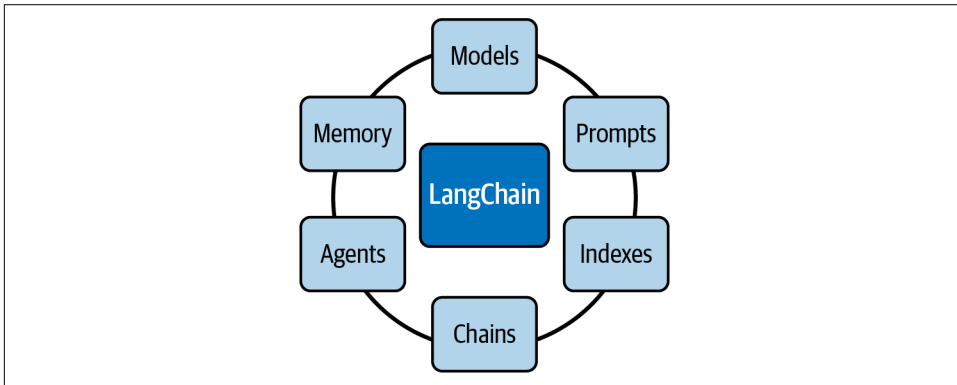 Models
Memory
Prompts
LangChain
Agents
Indexes
Chains